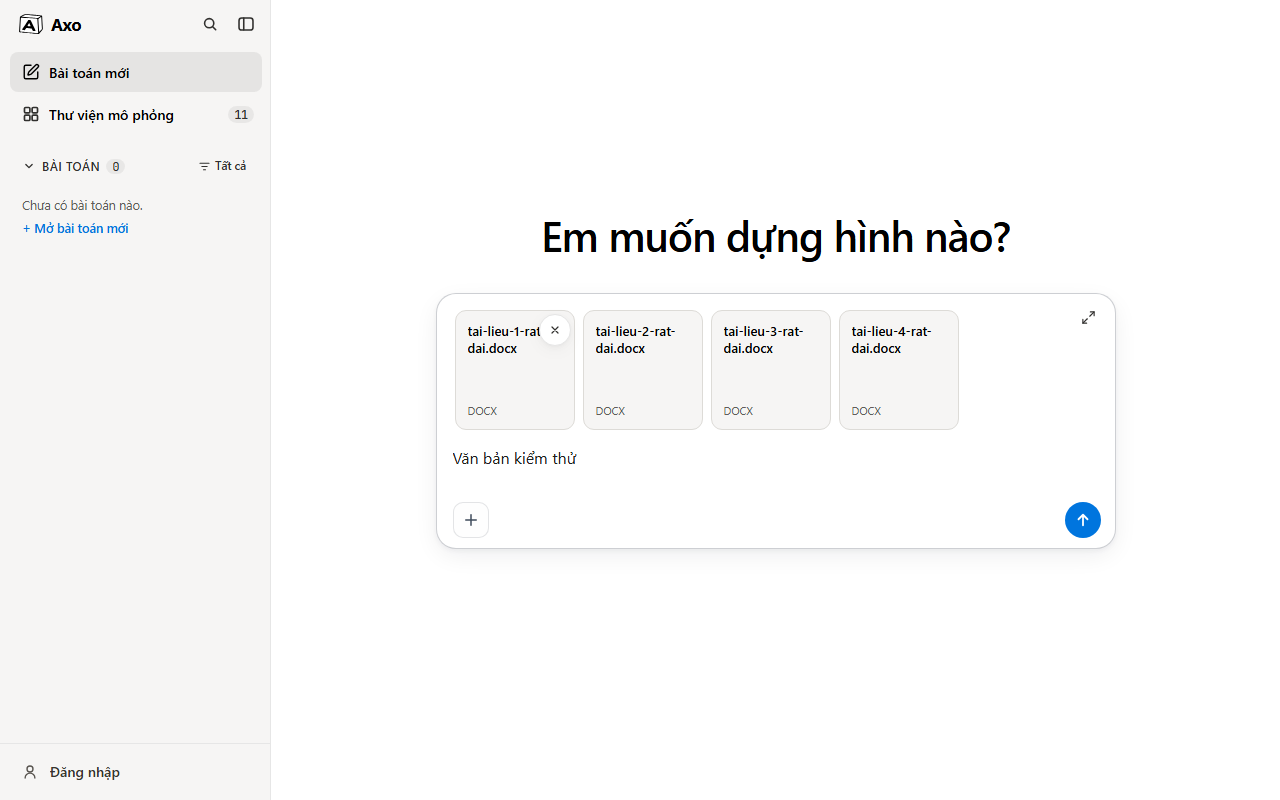 Axo
Bài toán mới
Thư viện mô phỏng 11
BÀI TOÁN 0 Tất cả
Chưa có bài toán nào.
+ Mở bài toán mới
Đăng nhập
Em muốn dựng hình nào?
tai-lieu-1-rat-
dai.docx
DOCX
tai-lieu-2-rat-
dai.docx
DOCX
tai-lieu-3-rat-
dai.docx
DOCX
tai-lieu-4-rat-
dai.docx
DOCX
Văn bản kiểm thử